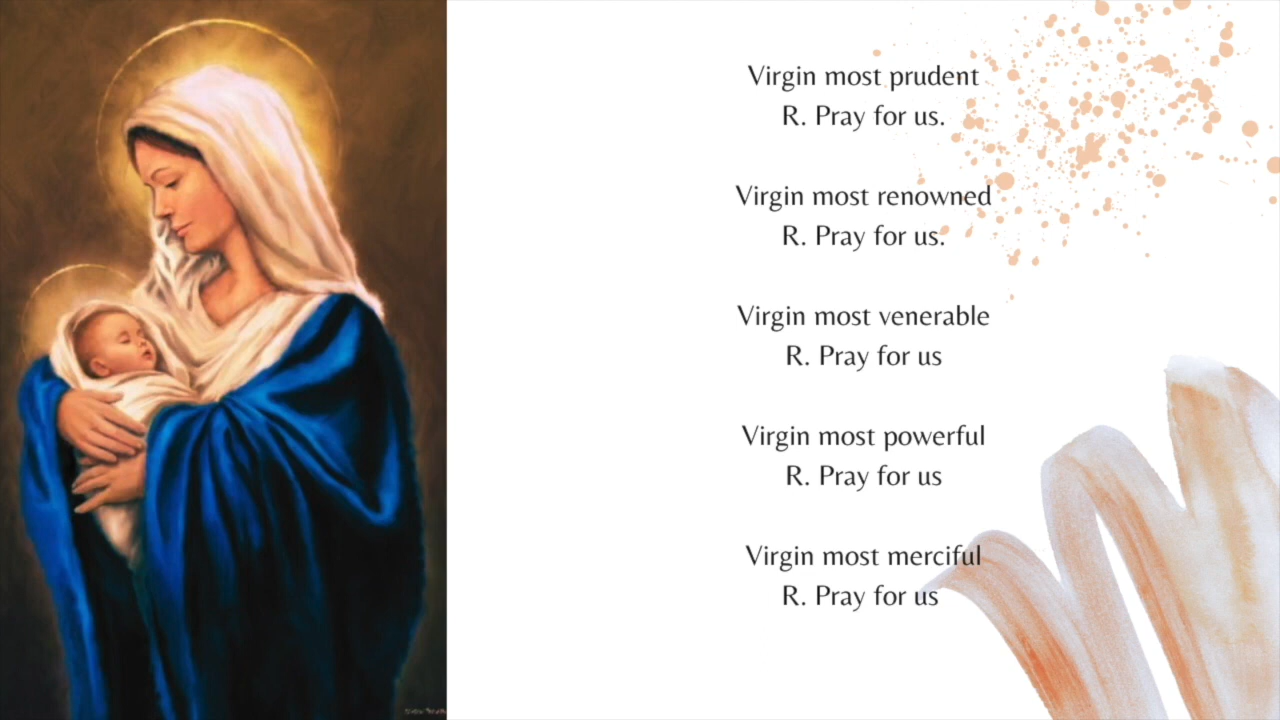 Virgin most prudent
R. Pray for us.
Virgin most renowned
R. Pray for us.
Virgin most venerable
R. Pray for us
Virgin most powerful
R. Pray for us
Virgin most merciful
R. Pray for us